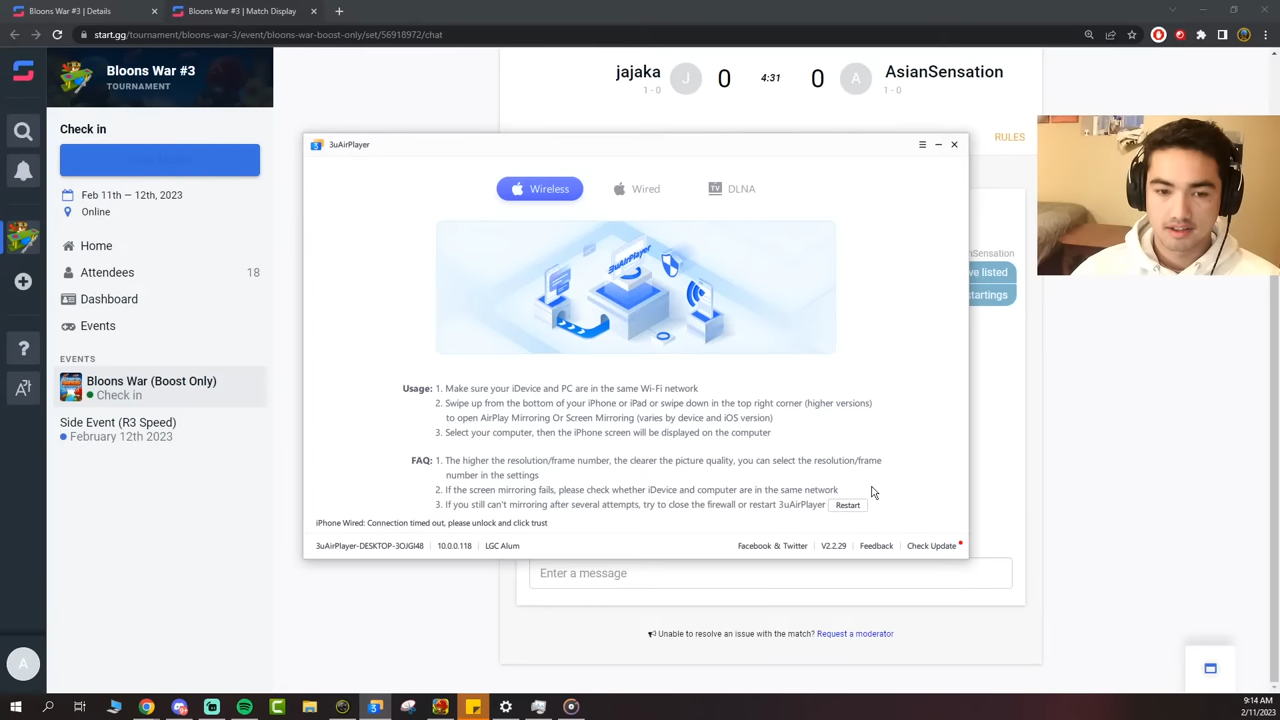 Bloons War #3 | Details
Bloons War #3 | Match Display
start.gg/tournament/bloons-war-3/event/bloons-war-boost-only/set/56918972/chat
Bloons War #3
TOURNAMENT
Check in
Feb 11th — 12th, 2023
Online
Home
Attendees 18
Dashboard
Events
EVENTS
Bloons War (Boost Only)
Check in
Side Event (R3 Speed)
February 12th 2023
A
jajaka J 0 4:31 0 A AsianSensation
1 - 0 1 - 0
RULES
nSensation
ve listed
startings
3uAirPlayer
Wireless Wired TV DLNA
3uAirPlayer
Usage: 1. Make sure your iDevice and PC are in the same Wi-Fi network
2. Swipe up from the bottom of your iPhone or iPad or swipe down in the top right corner (higher versions)
to open AirPlay Mirroring Or Screen Mirroring (varies by device and iOS version)
3. Select your computer, then the iPhone screen will be displayed on the computer
FAQ: 1. The higher the resolution/frame number, the clearer the picture quality, you can select the resolution/frame
number in the settings
2. If the screen mirroring fails, please check whether iDevice and computer are in the same network
3. If you still can't mirroring after several attempts, try to close the firewall or restart 3uAirPlayer Restart
iPhone Wired: Connection timed out, please unlock and click trust
3uAirPlayer-DESKTOP-3OJGI48 10.0.0.118 LGC Alum Facebook & Twitter V2.2.29 Feedback Check Update
Enter a message
Unable to resolve an issue with the match? Request a moderator
9:14 AM
2/11/2023